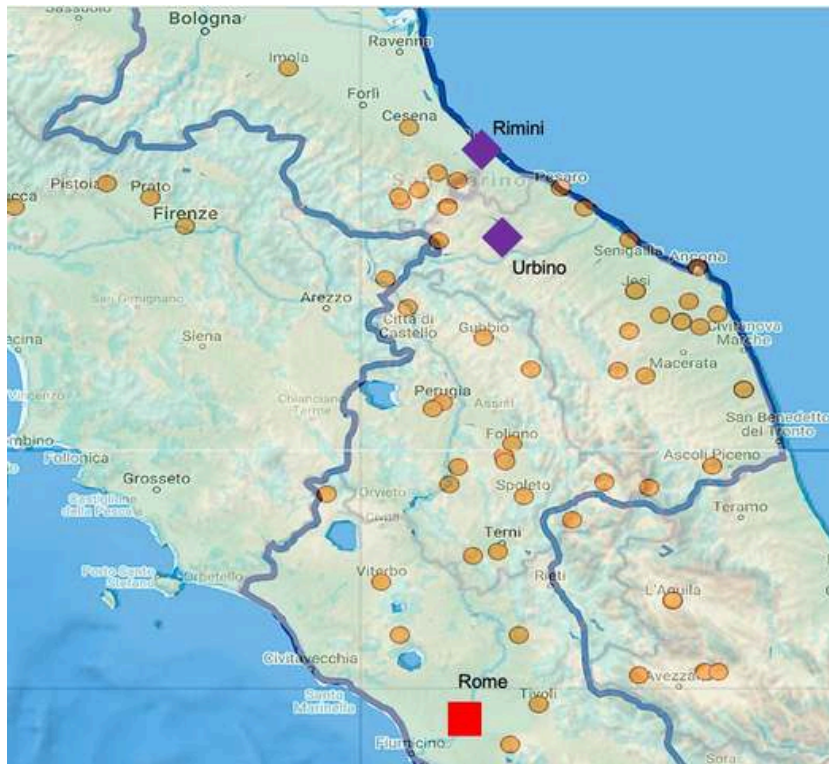 Bologna
Ravenna
Imola
Forlì
Cesena
Rimini
Pistoia
Prato
Pesaro
Firenze
Urbino
Senigallia
Ancona
San Gimignano
Arezzo
Jesi
Città di
Castello
Gubbio
Siena
Civitanova
Marche
Macerata
Chianciano
Terme
Perugia
Assisi
San Benedetto
del Tronto
Foligno
Follonica
Ascoli Piceno
Grosseto
Orvieto
Spoleto
Castiglione
della Pescaia
Teramo
Terni
Porto Santo
Stefano
Orbetello
Viterbo
Rieti
L'Aquila
Civitavecchia
Rome
Avezzano
Santa
Marinella
Tivoli
Fiumicino
Sora